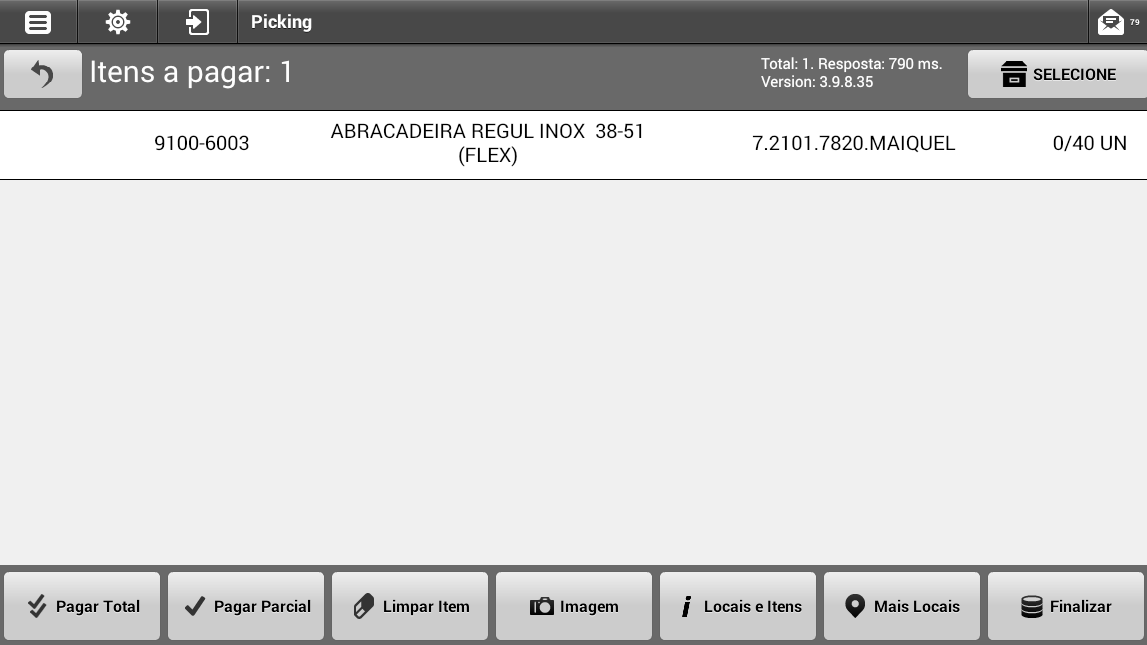 Picking
79
Itens a pagar: 1
Total: 1. Resposta: 790 ms.
Version: 3.9.8.35
SELECIONE
9100-6003
ABRACADEIRA REGUL INOX  38-51
(FLEX)
7.2101.7820.MAIQUEL
0/40 UN
Pagar Total
Pagar Parcial
Limpar Item
Imagem
Locais e Itens
Mais Locais
Finalizar